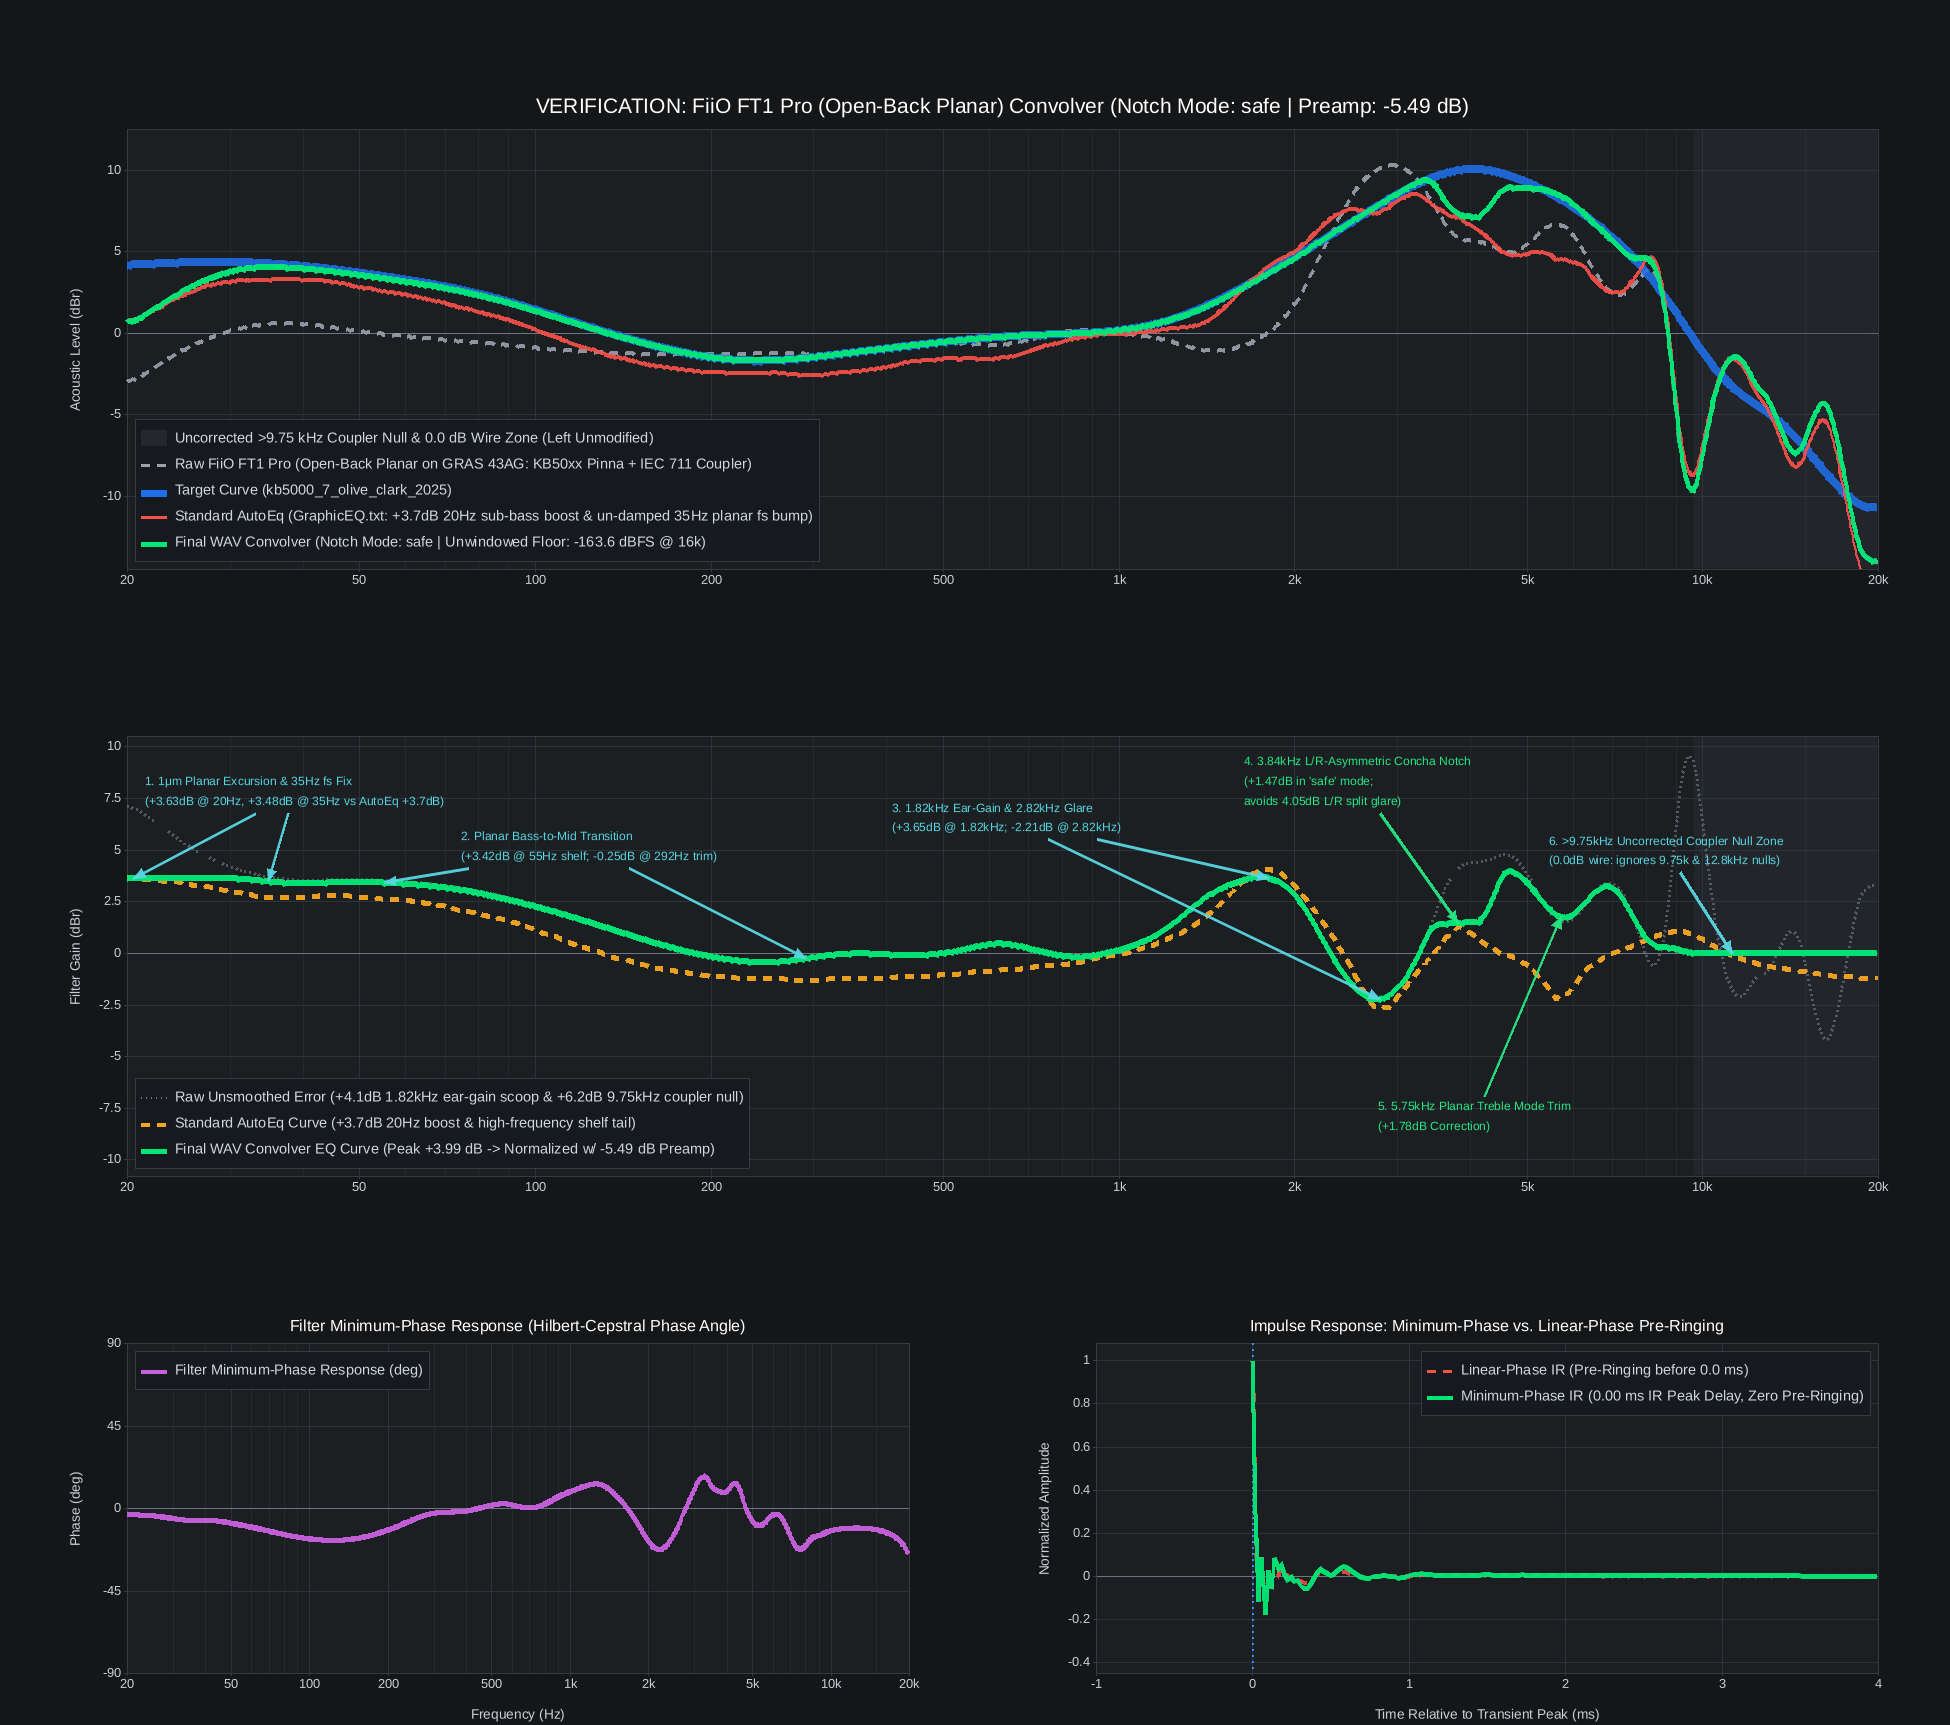 VERIFICATION: FiiO FT1 Pro (Open-Back Planar) Convolver (Notch Mode: safe | Preamp: -5.49 dB)
Acoustic Level (dBr)
10
5
0
-5
-10
Uncorrected >9.75 kHz Coupler Null & 0.0 dB Wire Zone (Left Unmodified)
Raw FiiO FT1 Pro (Open-Back Planar on GRAS 43AG: KB50xx Pinna + IEC 711 Coupler)
Target Curve (kb5000_7_olive_clark_2025)
Standard AutoEq (GraphicEQ.txt: +3.7dB 20Hz sub-bass boost & un-damped 35Hz planar fs bump)
Final WAV Convolver (Notch Mode: safe | Unwindowed Floor: -163.6 dBFS @ 16k)
20 50 100 200 500 1k 2k 5k 10k 20k
Filter Gain (dBr)
10
7.5
5
2.5
0
-2.5
-5
-7.5
-10
1. 1μm Planar Excursion & 35Hz fs Fix
(+3.63dB @ 20Hz, +3.48dB @ 35Hz vs AutoEq +3.7dB)
2. Planar Bass-to-Mid Transition
(+3.42dB @ 55Hz shelf; -0.25dB @ 292Hz trim)
3. 1.82kHz Ear-Gain & 2.82kHz Glare
(+3.65dB @ 1.82kHz; -2.21dB @ 2.82kHz)
4. 3.84kHz L/R-Asymmetric Concha Notch
(+1.47dB in 'safe' mode;
avoids 4.05dB L/R split glare)
6. >9.75kHz Uncorrected Coupler Null Zone
(0.0dB wire: ignores 9.75k & 12.8kHz nulls)
5. 5.75kHz Planar Treble Mode Trim
(+1.78dB Correction)
Raw Unsmoothed Error (+4.1dB 1.82kHz ear-gain scoop & +6.2dB 9.75kHz coupler null)
Standard AutoEq Curve (+3.7dB 20Hz boost & high-frequency shelf tail)
Final WAV Convolver EQ Curve (Peak +3.99 dB -> Normalized w/ -5.49 dB Preamp)
20 50 100 200 500 1k 2k 5k 10k 20k
Filter Minimum-Phase Response (Hilbert-Cepstral Phase Angle)
Phase (deg)
90
45
0
-45
-90
Filter Minimum-Phase Response (deg)
20 50 100 200 500 1k 2k 5k 10k 20k
Frequency (Hz)
Impulse Response: Minimum-Phase vs. Linear-Phase Pre-Ringing
Normalized Amplitude
1
0.8
0.6
0.4
0.2
0
-0.2
-0.4
Linear-Phase IR (Pre-Ringing before 0.0 ms)
Minimum-Phase IR (0.00 ms IR Peak Delay, Zero Pre-Ringing)
-1 0 1 2 3 4
Time Relative to Transient Peak (ms)